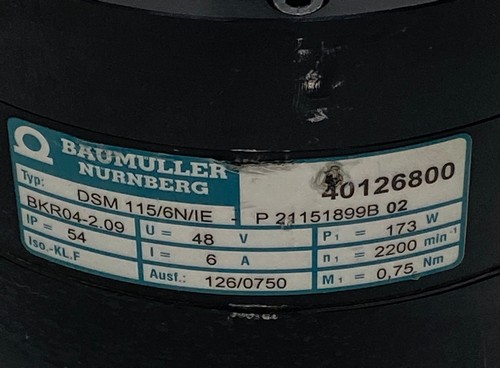 BAUMULLER
NURNBERG
40126800
Typ: DSM 115/6N/IE - P 21151899B 02
BKR04-2.09 U = 48 V P₁ = 173 W
IP = 54 I = 6 A n₁ = 2200 min⁻¹
Iso.-KL.F Ausf.: 126/0750 M₁ = 0,75 Nm